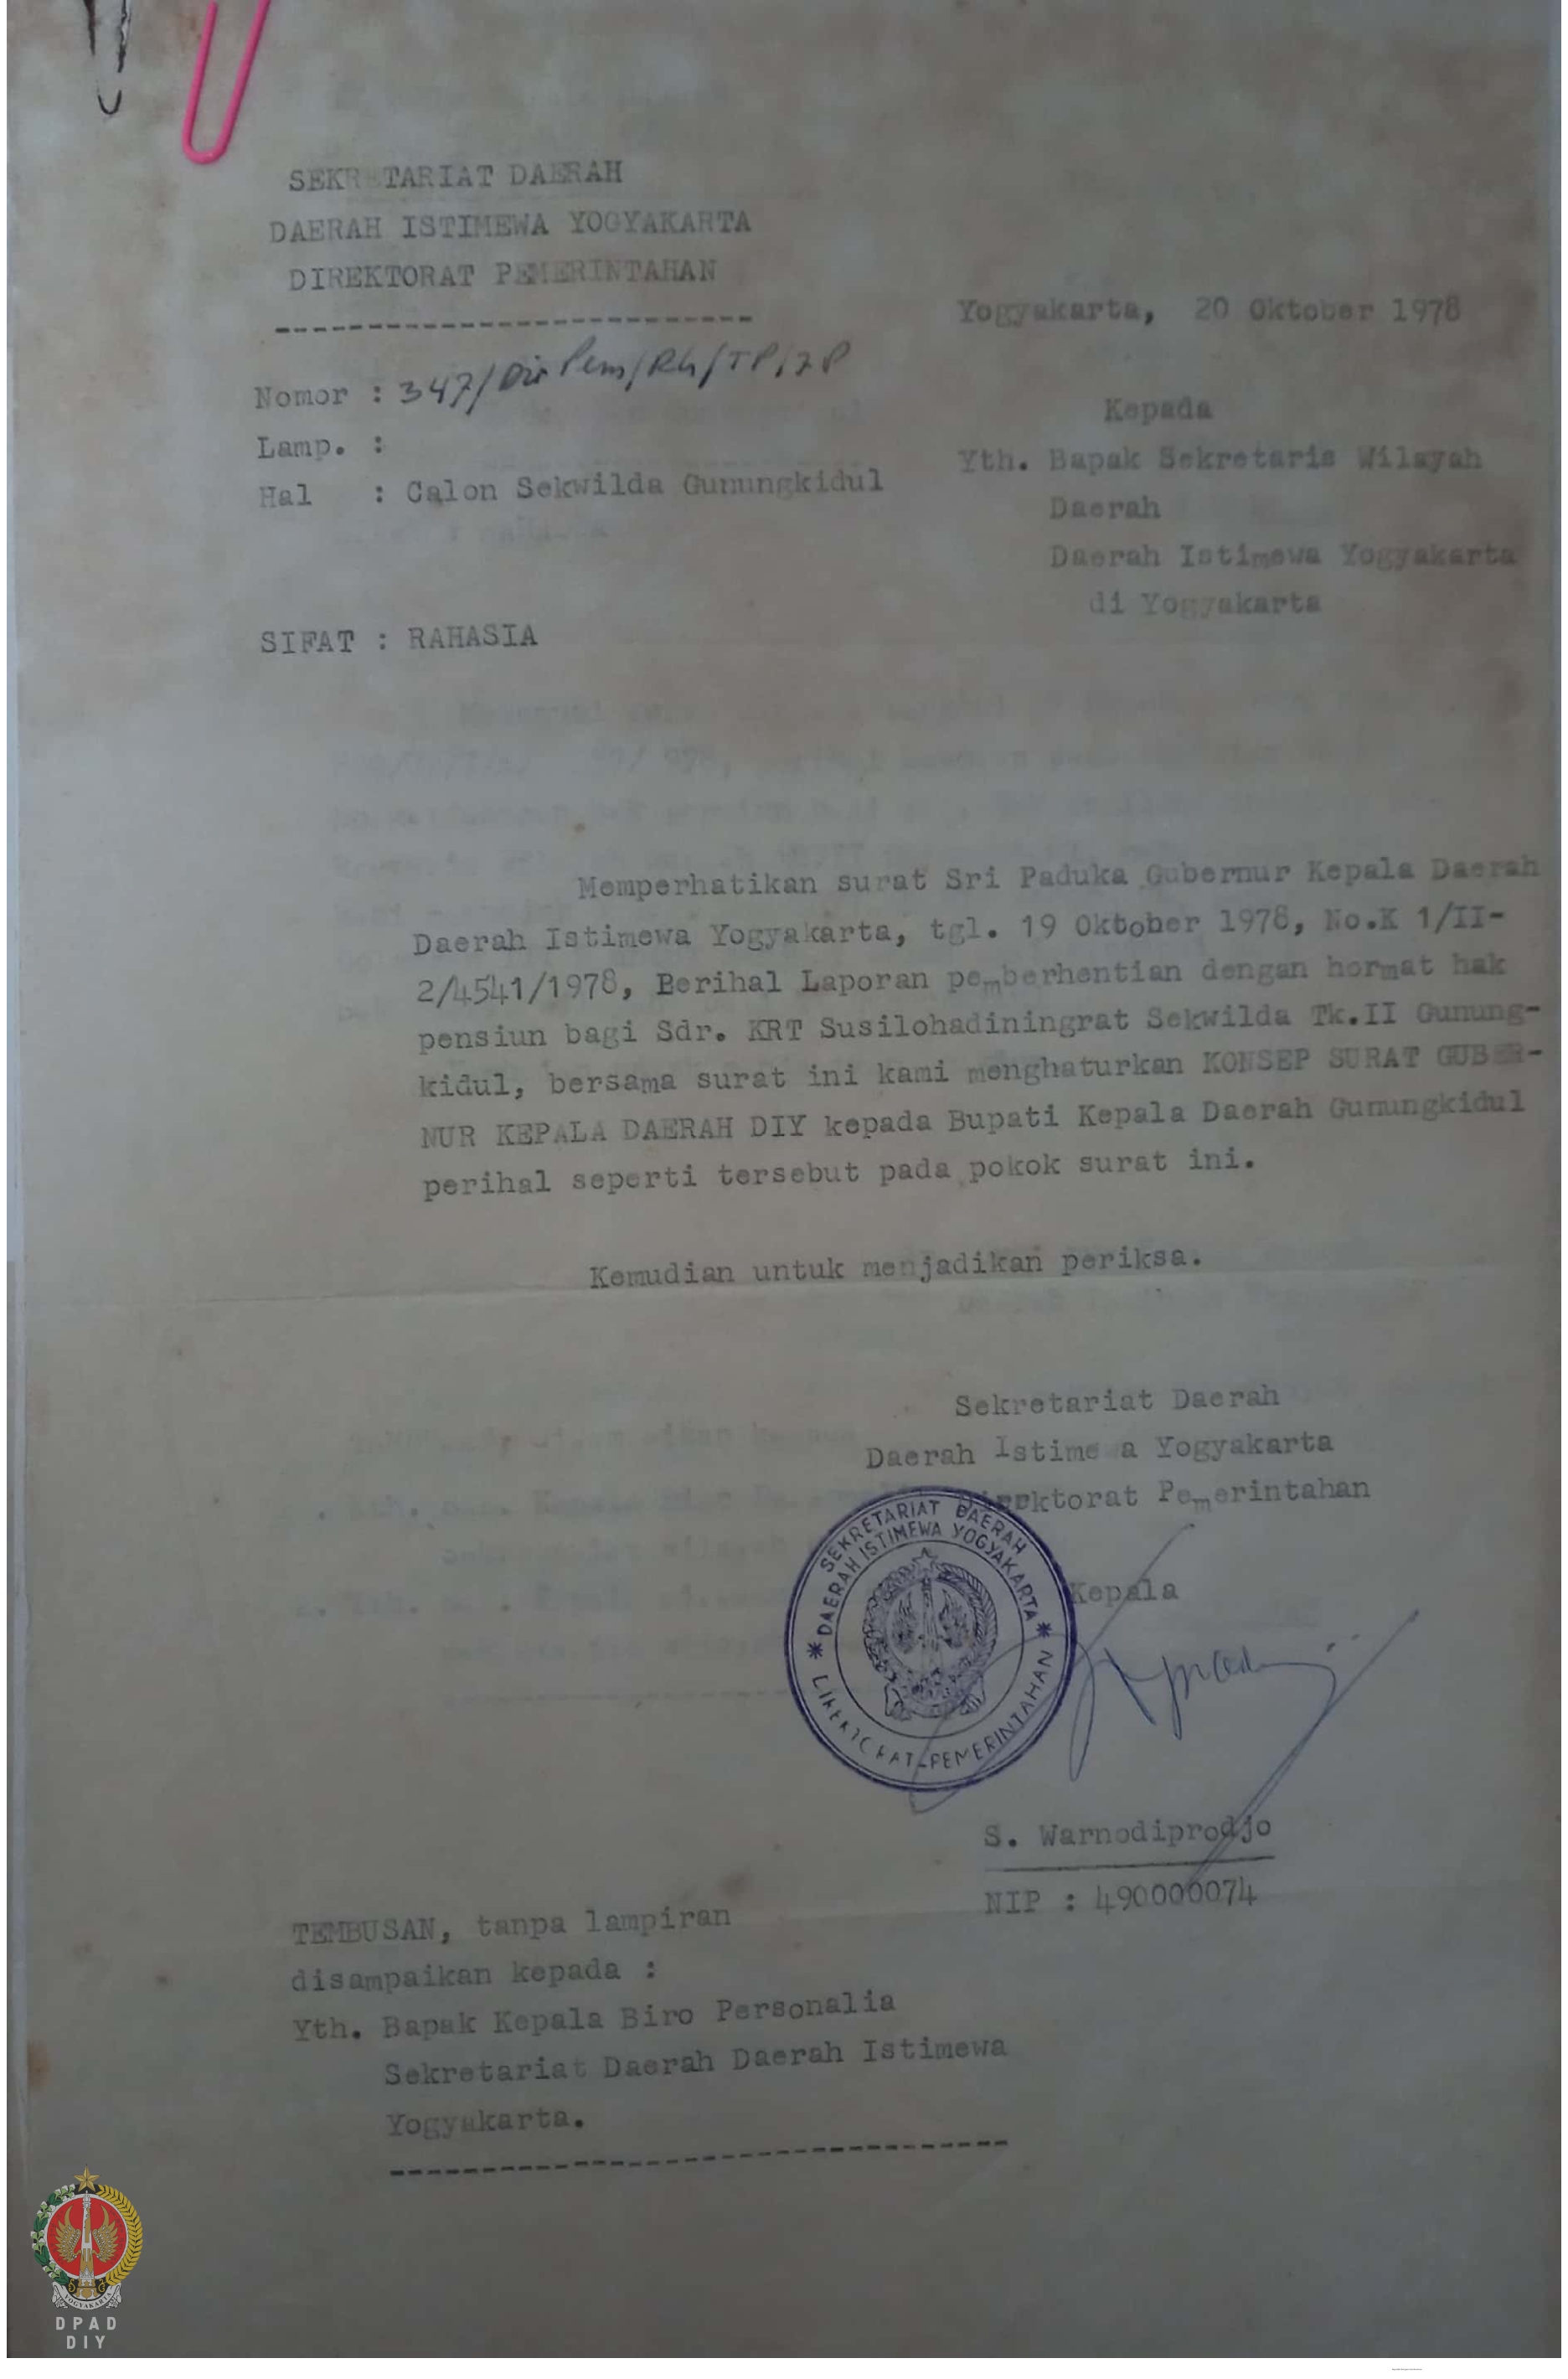 SEKRETARIAT DAERAH
DAERAH ISTIMEWA YOGYAKARTA
DIREKTORAT PEMERINTAHAN
--------------------------
Yogyakarta, 20 Oktober 1978
Nomor : 347/Dir Pem/Rh/TP/78
Lamp. :
Hal : Calon Sekwilda Gunungkidul
Kepada
Yth. Bapak Sekretaris Wilayah
Daerah
Daerah Istimewa Yogyakarta
di Yogyakarta
SIFAT : RAHASIA
Memperhatikan surat Sri Paduka Gubernur Kepala Daerah
Daerah Istimewa Yogyakarta, tgl. 19 Oktober 1978, No.K 1/II-
2/4541/1978, Berihal Laporan pemberhentian dengan hormat hak
pensiun bagi Sdr. KRT Susilohadiningrat Sekwilda Tk.II Gunung-
kidul, bersama surat ini kami menghaturkan KONSEP SURAT GUBER-
NUR KEPALA DAERAH DIY kepada Bupati Kepala Daerah Gunungkidul
perihal seperti tersebut pada pokok surat ini.
Kemudian untuk menjadikan periksa.
Sekretariat Daerah
Daerah Istimewa Yogyakarta
Direktorat Pemerintahan
Kepala
SEKRETARIAT DAERAH
DAERAH ISTIMEWA YOGYAKARTA
DIREKTORAT-PEMERINTAHAN
S. Warnodiprodjo
NIP : 490000074
TEMBUSAN, tanpa lampiran
disampaikan kepada :
Yth. Bapak Kepala Biro Personalia
Sekretariat Daerah Daerah Istimewa
Yogyakarta.
----------------------------------
YOGYAKARTA
DPAD
DIY